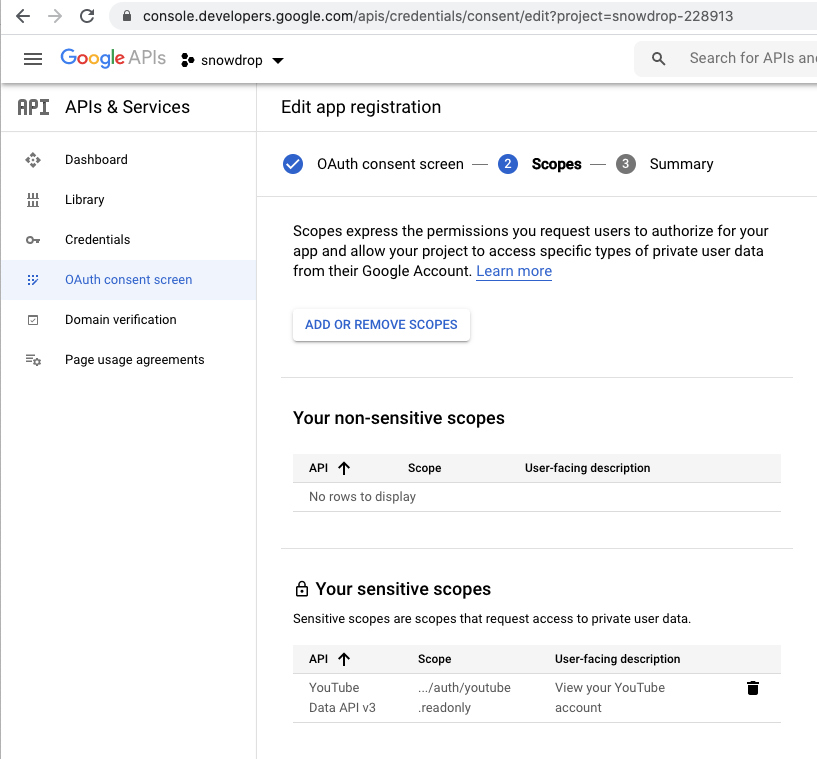 console.developers.google.com/apis/credentials/consent/edit?project=snowdrop-228913
Google APIs
snowdrop
Search for APIs an
API
APIs & Services
Dashboard
Library
Credentials
OAuth consent screen
Domain verification
Page usage agreements
Edit app registration
OAuth consent screen — 2 Scopes — 3 Summary
Scopes express the permissions you request users to authorize for your
app and allow your project to access specific types of private user data
from their Google Account. Learn more
ADD OR REMOVE SCOPES
Your non-sensitive scopes
API Scope User-facing description
No rows to display
Your sensitive scopes
Sensitive scopes are scopes that request access to private user data.
API Scope User-facing description
YouTube .../auth/youtube View your YouTube
Data API v3 .readonly account